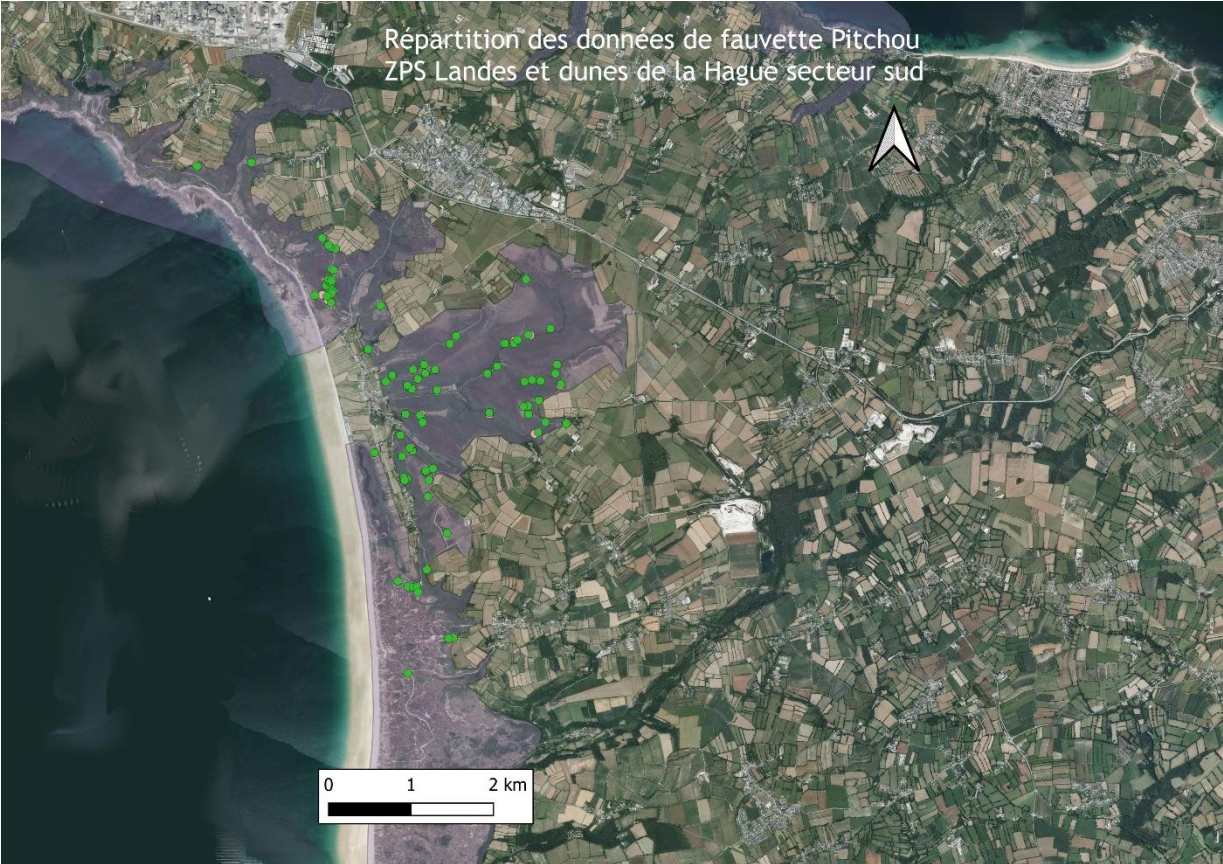 Répartition des données de fauvette Pitchou
ZPS Landes et dunes de la Hague secteur sud
0 1 2 km